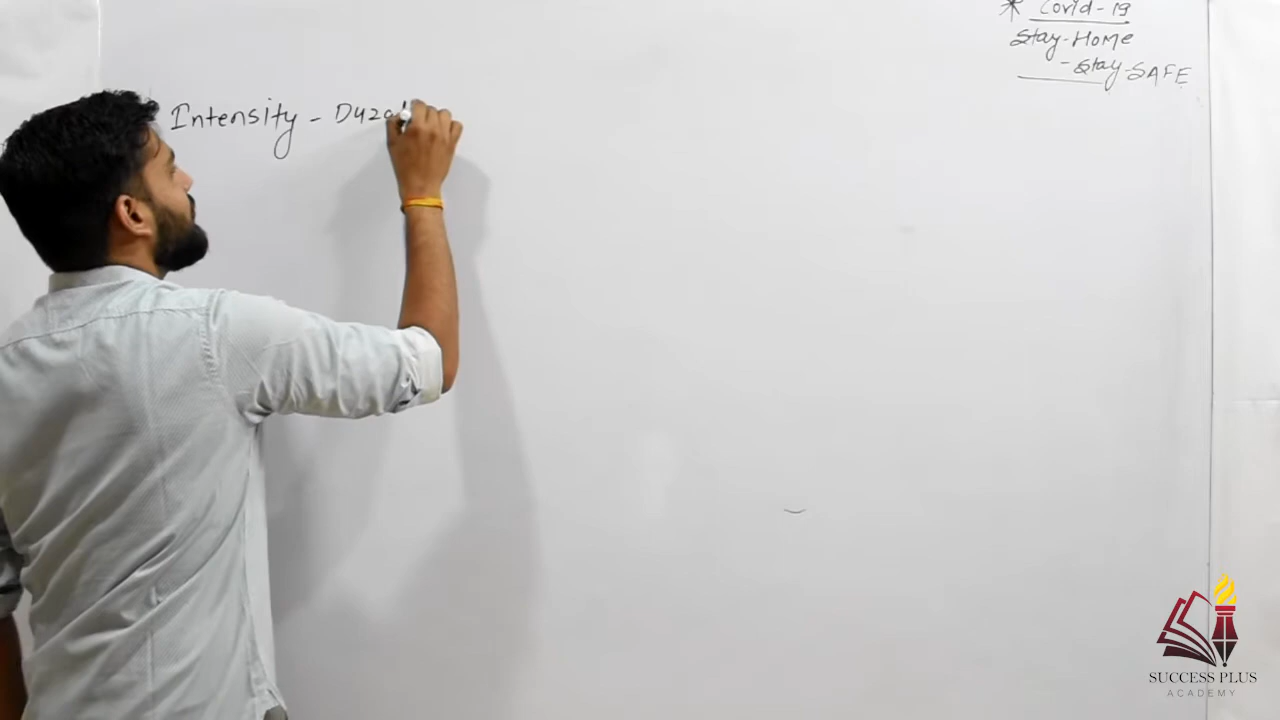 * Covid-19
Stay-Home
- Stay-SAFE
Intensity - Durat
SUCCESS PLUS
ACADEMY